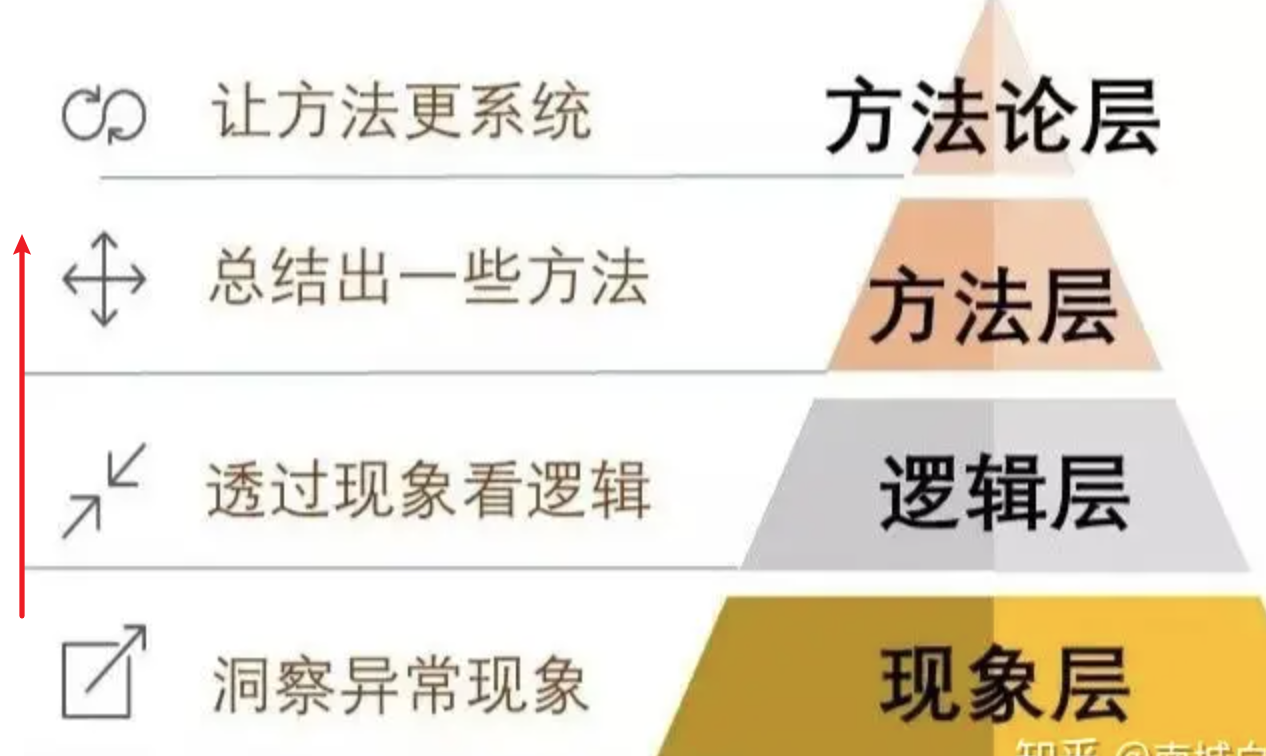 让方法更系统
方法论层
总结出一些方法
方法层
透过现象看逻辑
逻辑层
洞察异常现象
现象层